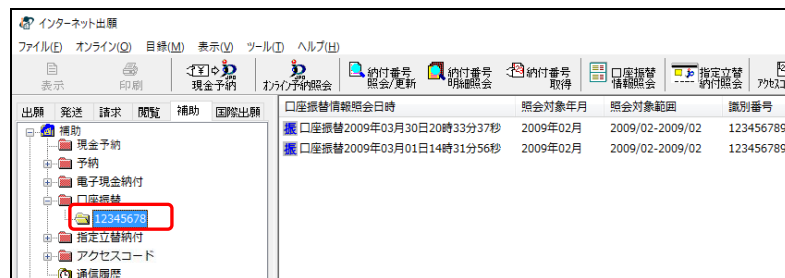 インターネット出願
ファイル(F) オンライン(O) 目録(M) 表示(V) ツール(T) ヘルプ(H)
表示 印刷 現金予納 オンライン予納照会 納付番号照会/更新 納付番号明細照会 納付番号取得 口座振替情報照会 指定立替納付照会
出願 発送 請求 閲覧 補助 国際出願
口座振替情報照会日時 照会対象年月 照会対象範囲 識別番号
振 口座振替2009年03月30日20時33分37秒 2009年02月 2009/02-2009/02 123456789
振 口座振替2009年03月01日14時31分56秒 2009年02月 2009/02-2009/02 123456789
補助
現金予納
予納
電子現金納付
口座振替
12345678
指定立替納付
アクセスコード
通信履歴